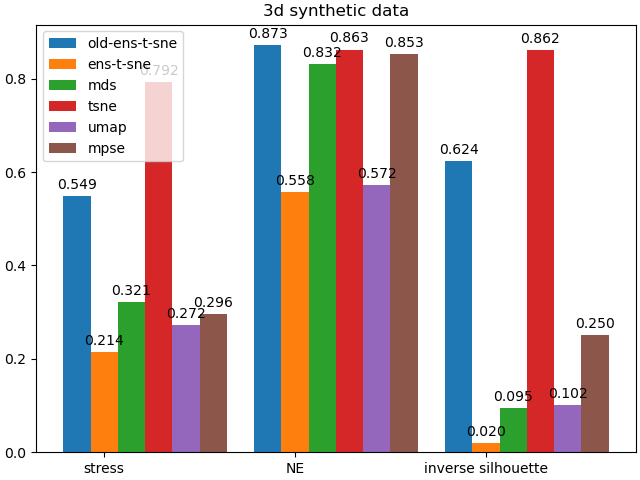 3d synthetic data
old-ens-t-sne
ens-t-sne
mds
tsne
umap
mpse
0.549
0.214
0.321
0.792
0.272
0.296
0.873
0.558
0.832
0.863
0.572
0.853
0.624
0.020
0.095
0.862
0.102
0.250
0.8
0.6
0.4
0.2
0.0
stress
NE
inverse silhouette